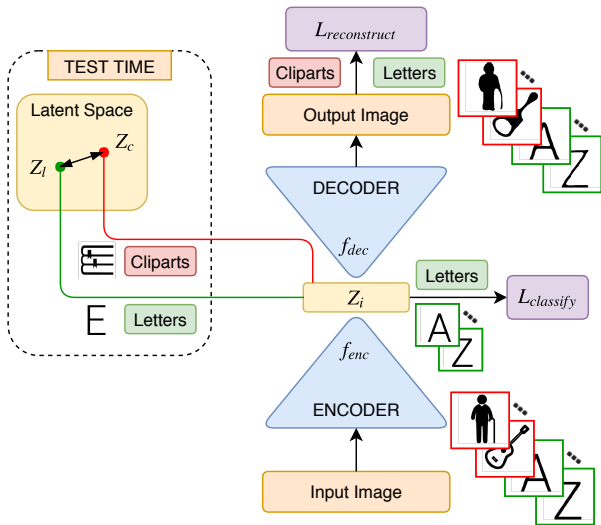 L_reconstruct
TEST TIME
Cliparts
Letters
Latent Space
Output Image
Z_c
Z_l
A
Z
DECODER
f_dec
Cliparts
Letters
Z_i
L_classify
E
Letters
A
Z
f_enc
ENCODER
A
Z
Input Image